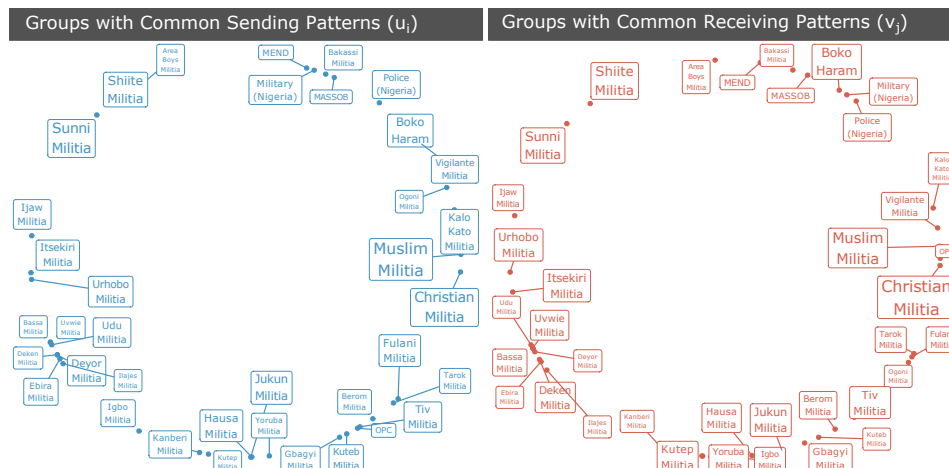 Groups with Common Sending Patterns (uᵢ)
Area
Boys
Militia
Shiite
Militia
Sunni
Militia
MEND
Military
(Nigeria)
Bakassi
Militia
MASSOB
Police
(Nigeria)
Boko
Haram
Vigilante
Militia
Ogoni
Militia
Kalo
Kato
Militia
Muslim
Militia
Christian
Militia
Ijaw
Militia
Itsekiri
Militia
Urhobo
Militia
Bassa
Militia
Uvwie
Militia
Udu
Militia
Deken
Militia
Deyor
Militia
Ilajes
Militia
Ebira
Militia
Igbo
Militia
Kanberi
Militia
Kutep
Militia
Hausa
Militia
Jukun
Militia
Yoruba
Militia
Gbagyi
Militia
Kuteb
Militia
Berom
Militia
OPC
Tiv
Militia
Tarok
Militia
Fulani
Militia
Groups with Common Receiving Patterns (vⱼ)
Shiite
Militia
Sunni
Militia
Area
Boys
Militia
MEND
Bakassi
Militia
MASSOB
Boko
Haram
Military
(Nigeria)
Police
(Nigeria)
Kalo
Kato
Militia
Vigilante
Militia
Muslim
Militia
OPC
Christian
Militia
Ijaw
Militia
Urhobo
Militia
Itsekiri
Militia
Udu
Militia
Uvwie
Militia
Bassa
Militia
Deyor
Militia
Ebira
Militia
Deken
Militia
Ilajes
Militia
Kanberi
Militia
Kutep
Militia
Hausa
Militia
Yoruba
Militia
Jukun
Militia
Igbo
Militia
Berom
Militia
Gbagyi
Militia
Kuteb
Militia
Tiv
Militia
Ogoni
Militia
Tarok
Militia
Fulani
Militia